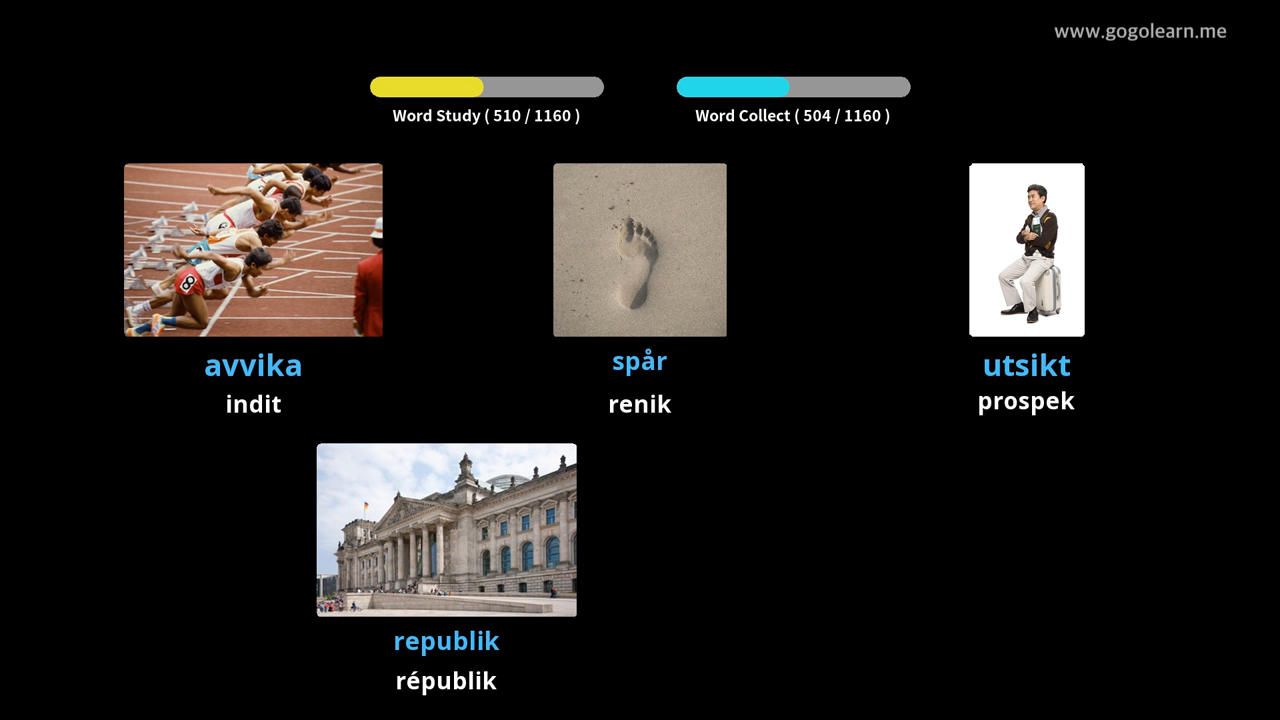 www.gogolearn.me
Word Study ( 510 / 1160 )
Word Collect ( 504 / 1160 )
8
avvika
spår
utsikt
indit
renik
prospek
republik
républik